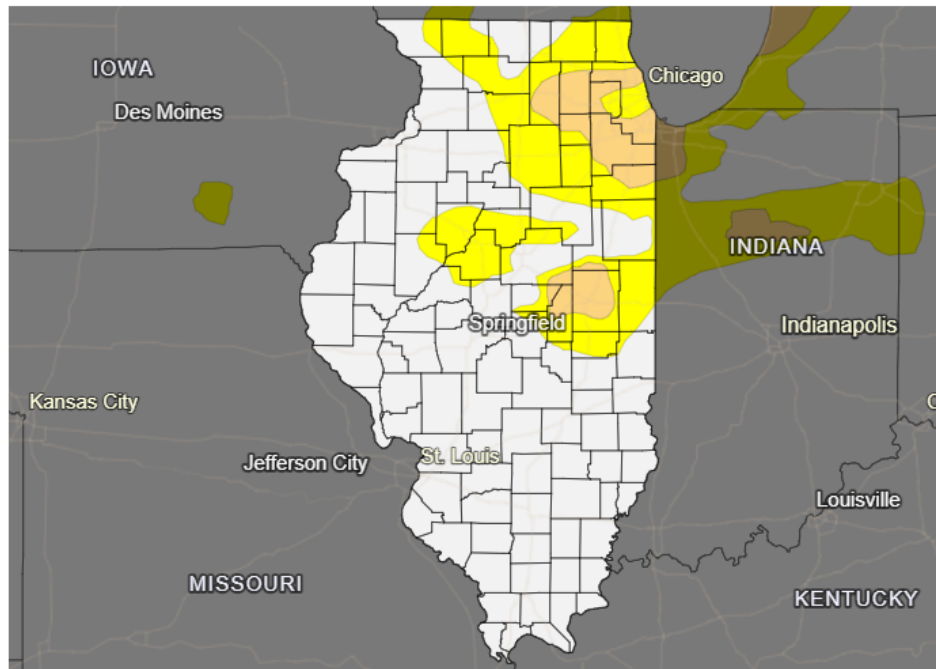 IOWA
Chicago
Des Moines
INDIANA
Springfield
Indianapolis
Kansas City
C
St. Louis
Jefferson City
Louisville
MISSOURI
KENTUCKY